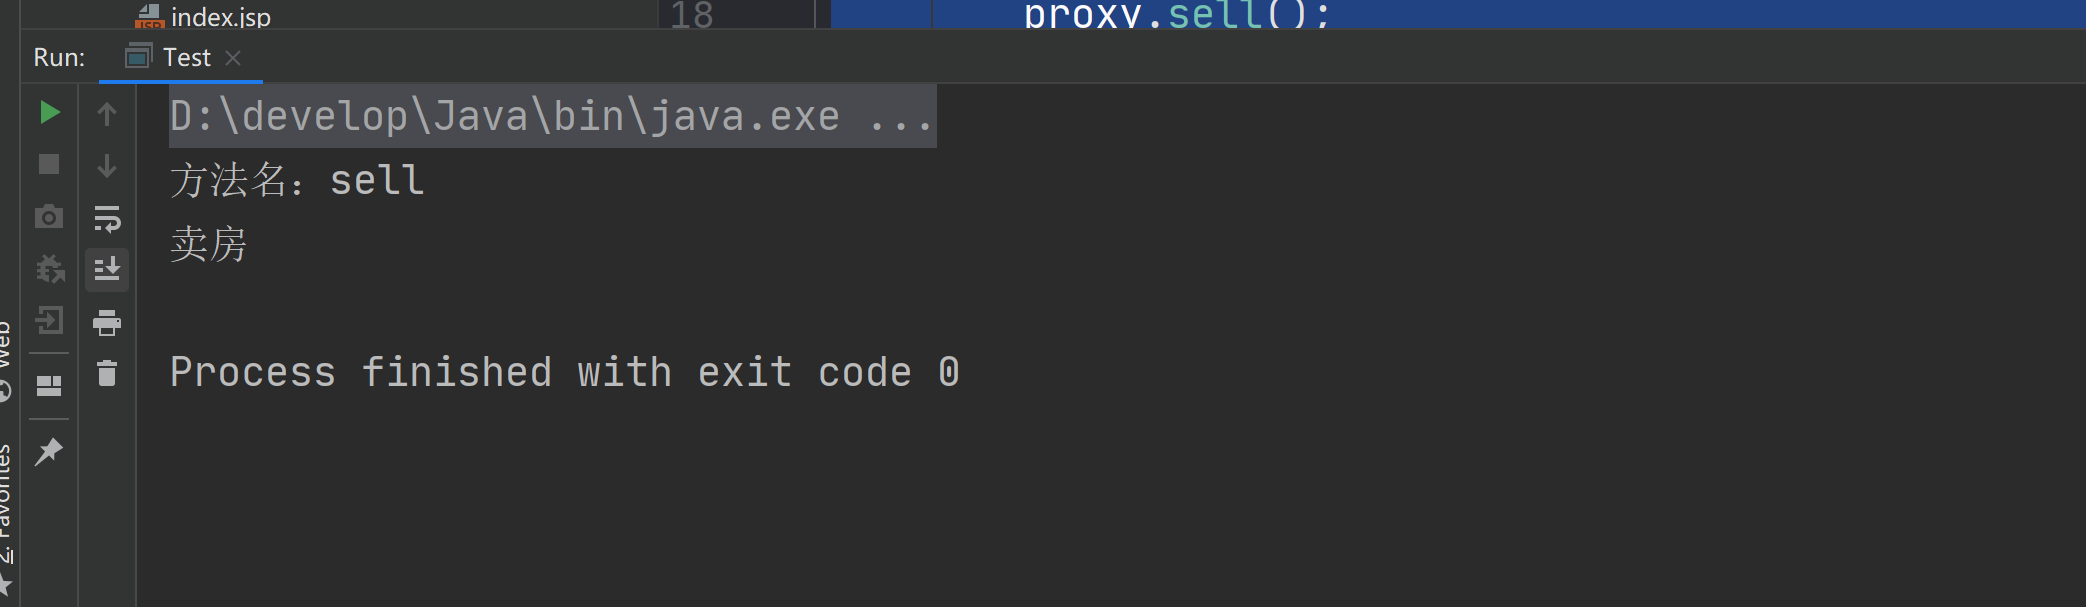 index.jsp
18 proxy.sell();
Run: Test
D:\develop\Java\bin\java.exe ...
方法名：sell
卖房
Process finished with exit code 0
Web
2: Favorites